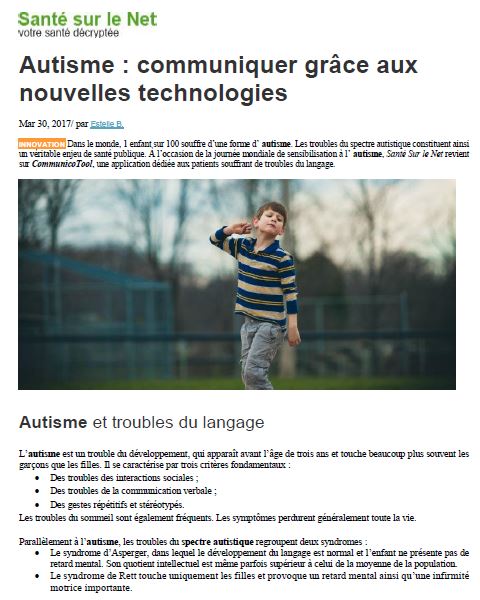 Santé sur le Net
votre santé décryptée
Autisme : communiquer grâce aux
nouvelles technologies
Mar 30, 2017/ par Estelle B.
INNOVATION Dans le monde, 1 enfant sur 100 souffre d'une forme d' autisme. Les troubles du spectre autistique constituent ainsi
un véritable enjeu de santé publique. A l'occasion de la journée mondiale de sensibilisation à l' autisme, Santé Sur le Net revient
sur CommunicoTool, une application dédiée aux patients souffrant de troubles du langage.
Autisme et troubles du langage
L'autisme est un trouble du développement, qui apparaît avant l'âge de trois ans et touche beaucoup plus souvent les
garçons que les filles. Il se caractérise par trois critères fondamentaux :
• Des troubles des interactions sociales ;
• Des troubles de la communication verbale ;
• Des gestes répétitifs et stéréotypés.
Les troubles du sommeil sont également fréquents. Les symptômes perdurent généralement toute la vie.
Parallèlement à l'autisme, les troubles du spectre autistique regroupent deux syndromes :
• Le syndrome d'Asperger, dans lequel le développement du langage est normal et l'enfant ne présente pas de
retard mental. Son quotient intellectuel est même parfois supérieur à celui de la moyenne de la population.
• Le syndrome de Rett touche uniquement les filles et provoque un retard mental ainsi qu'une infirmité
motrice importante.